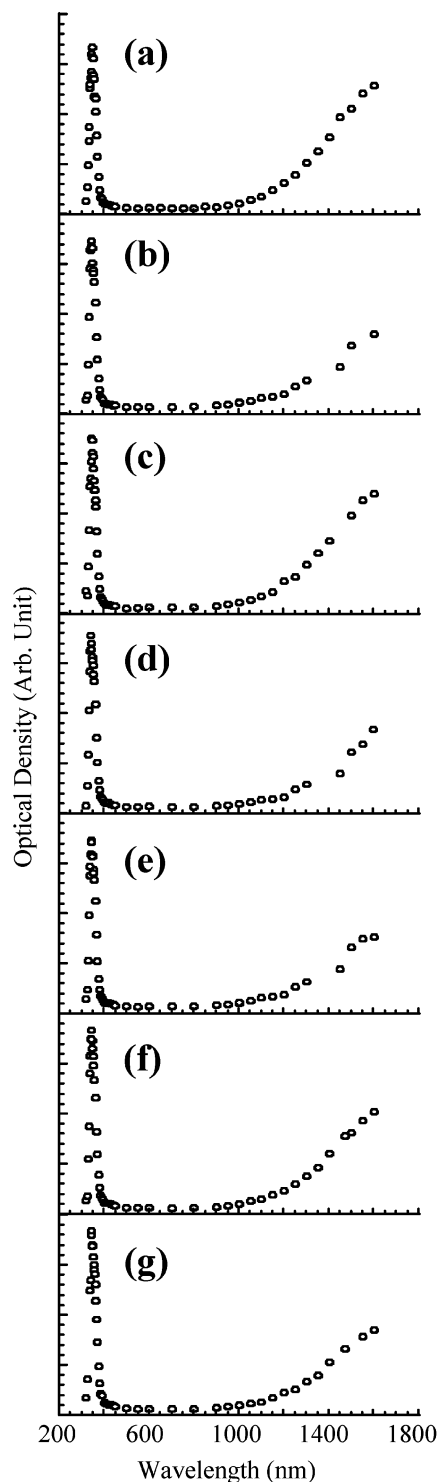 (a)
(b)
(c)
(d)
(e)
(f)
(g)
Optical Density (Arb. Unit)
200 600 1000 1400 1800
Wavelength (nm)